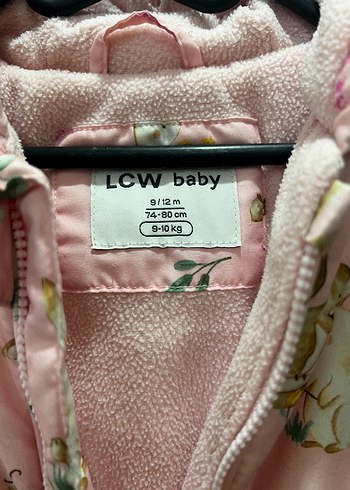 LCW baby
9/12 m
74-80 cm
9-10 kg